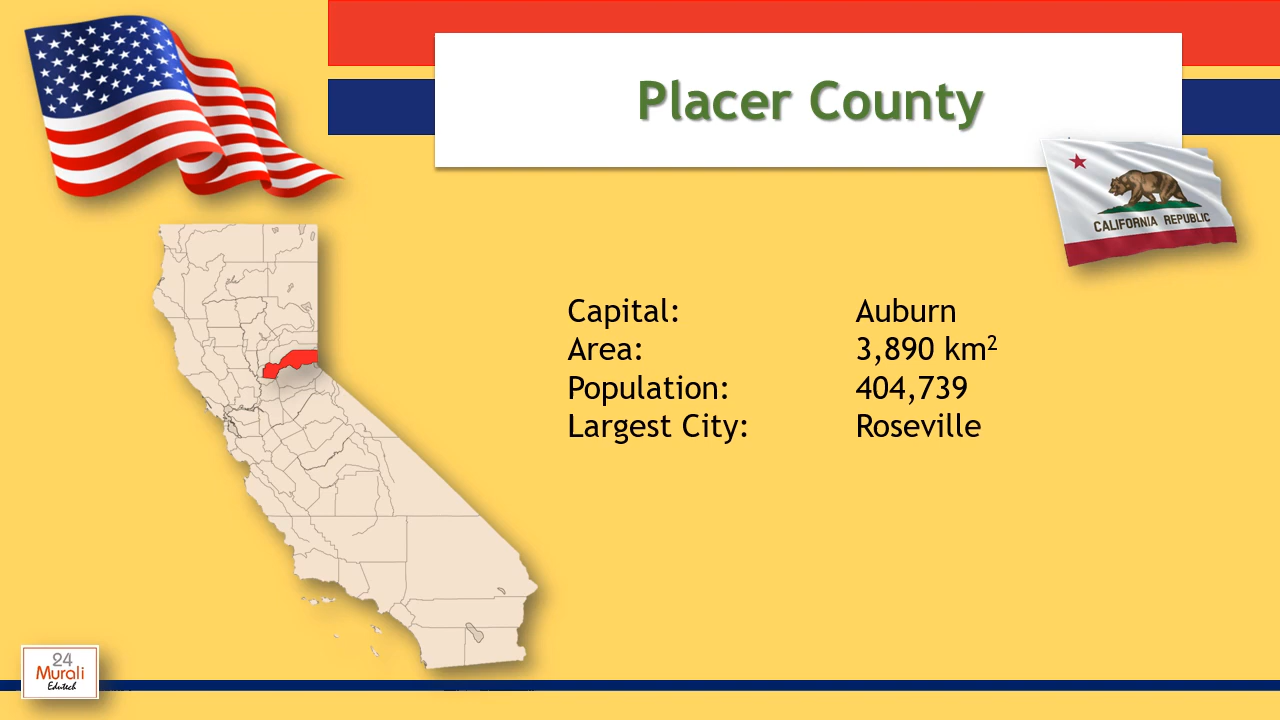 Placer County
CALIFORNIA REPUBLIC
Capital: Auburn
Area: 3,890 km²
Population: 404,739
Largest City: Roseville
24
Murali
Edutech